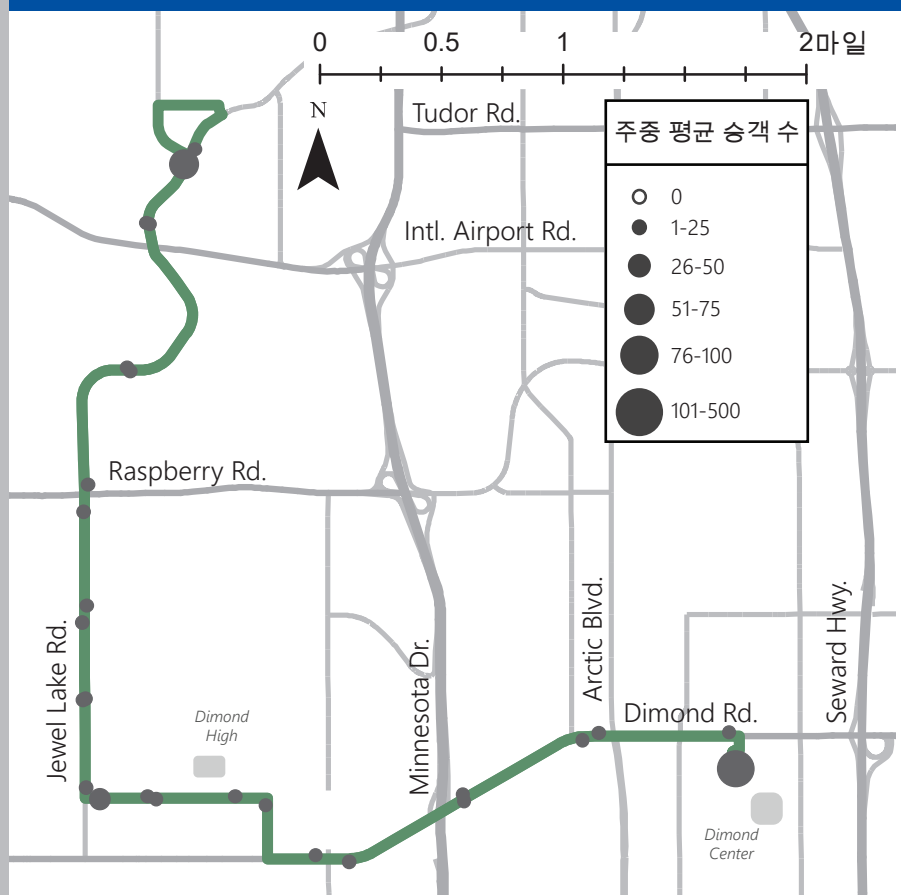 0 0.5 1 2마일
N
Tudor Rd.
주중 평균 승객 수
0
1-25
Intl. Airport Rd.
26-50
51-75
76-100
101-500
Raspberry Rd.
Jewel Lake Rd.
Minnesota Dr.
Arctic Blvd.
Seward Hwy.
Dimond Rd.
Dimond
High
Dimond
Center